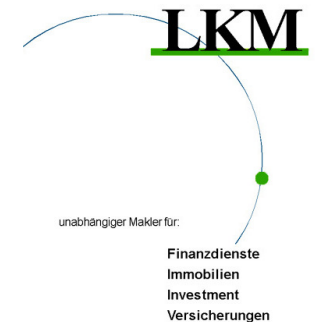 LKM
unabhängiger Makler für:
Finanzdienste
Immobilien
Investment
Versicherungen